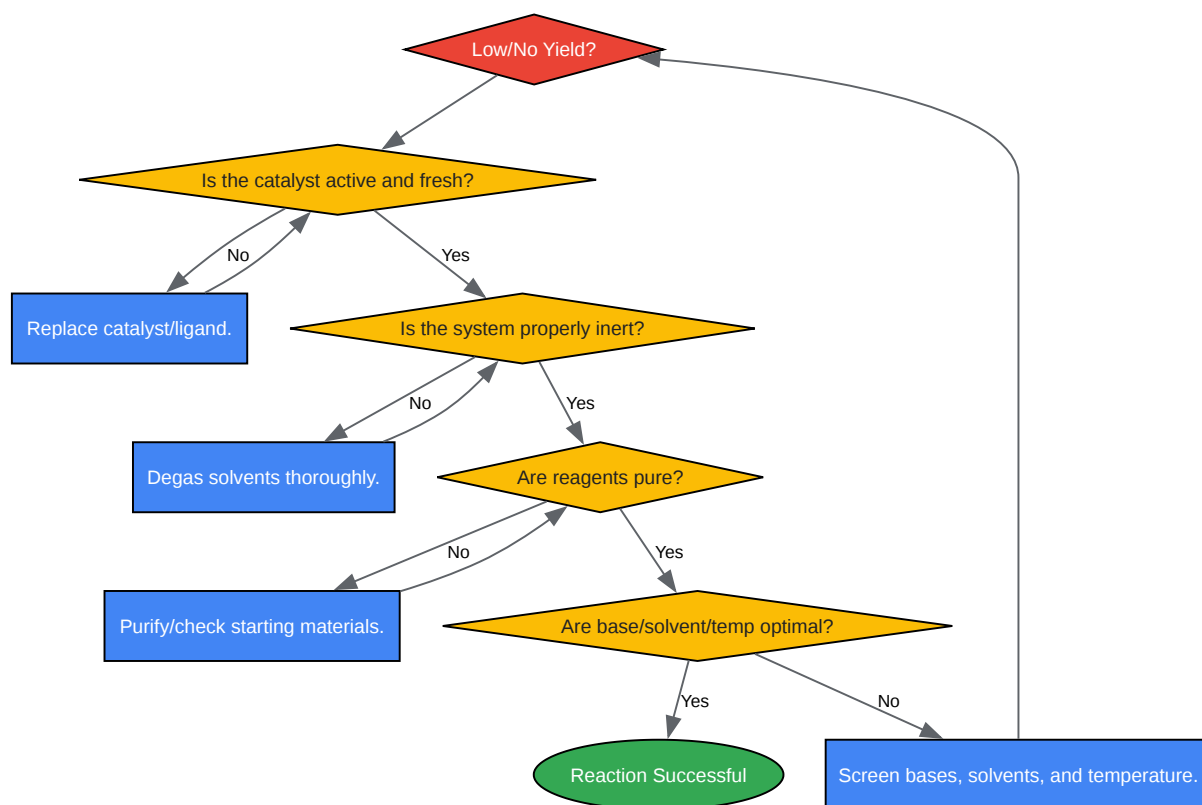 Low/No Yield?
Is the catalyst active and fresh?
No
Yes
Replace catalyst/ligand.
Is the system properly inert?
No
Yes
Degas solvents thoroughly.
Are reagents pure?
No
Yes
Purify/check starting materials.
Are base/solvent/temp optimal?
Yes
No
Reaction Successful
Screen bases, solvents, and temperature.